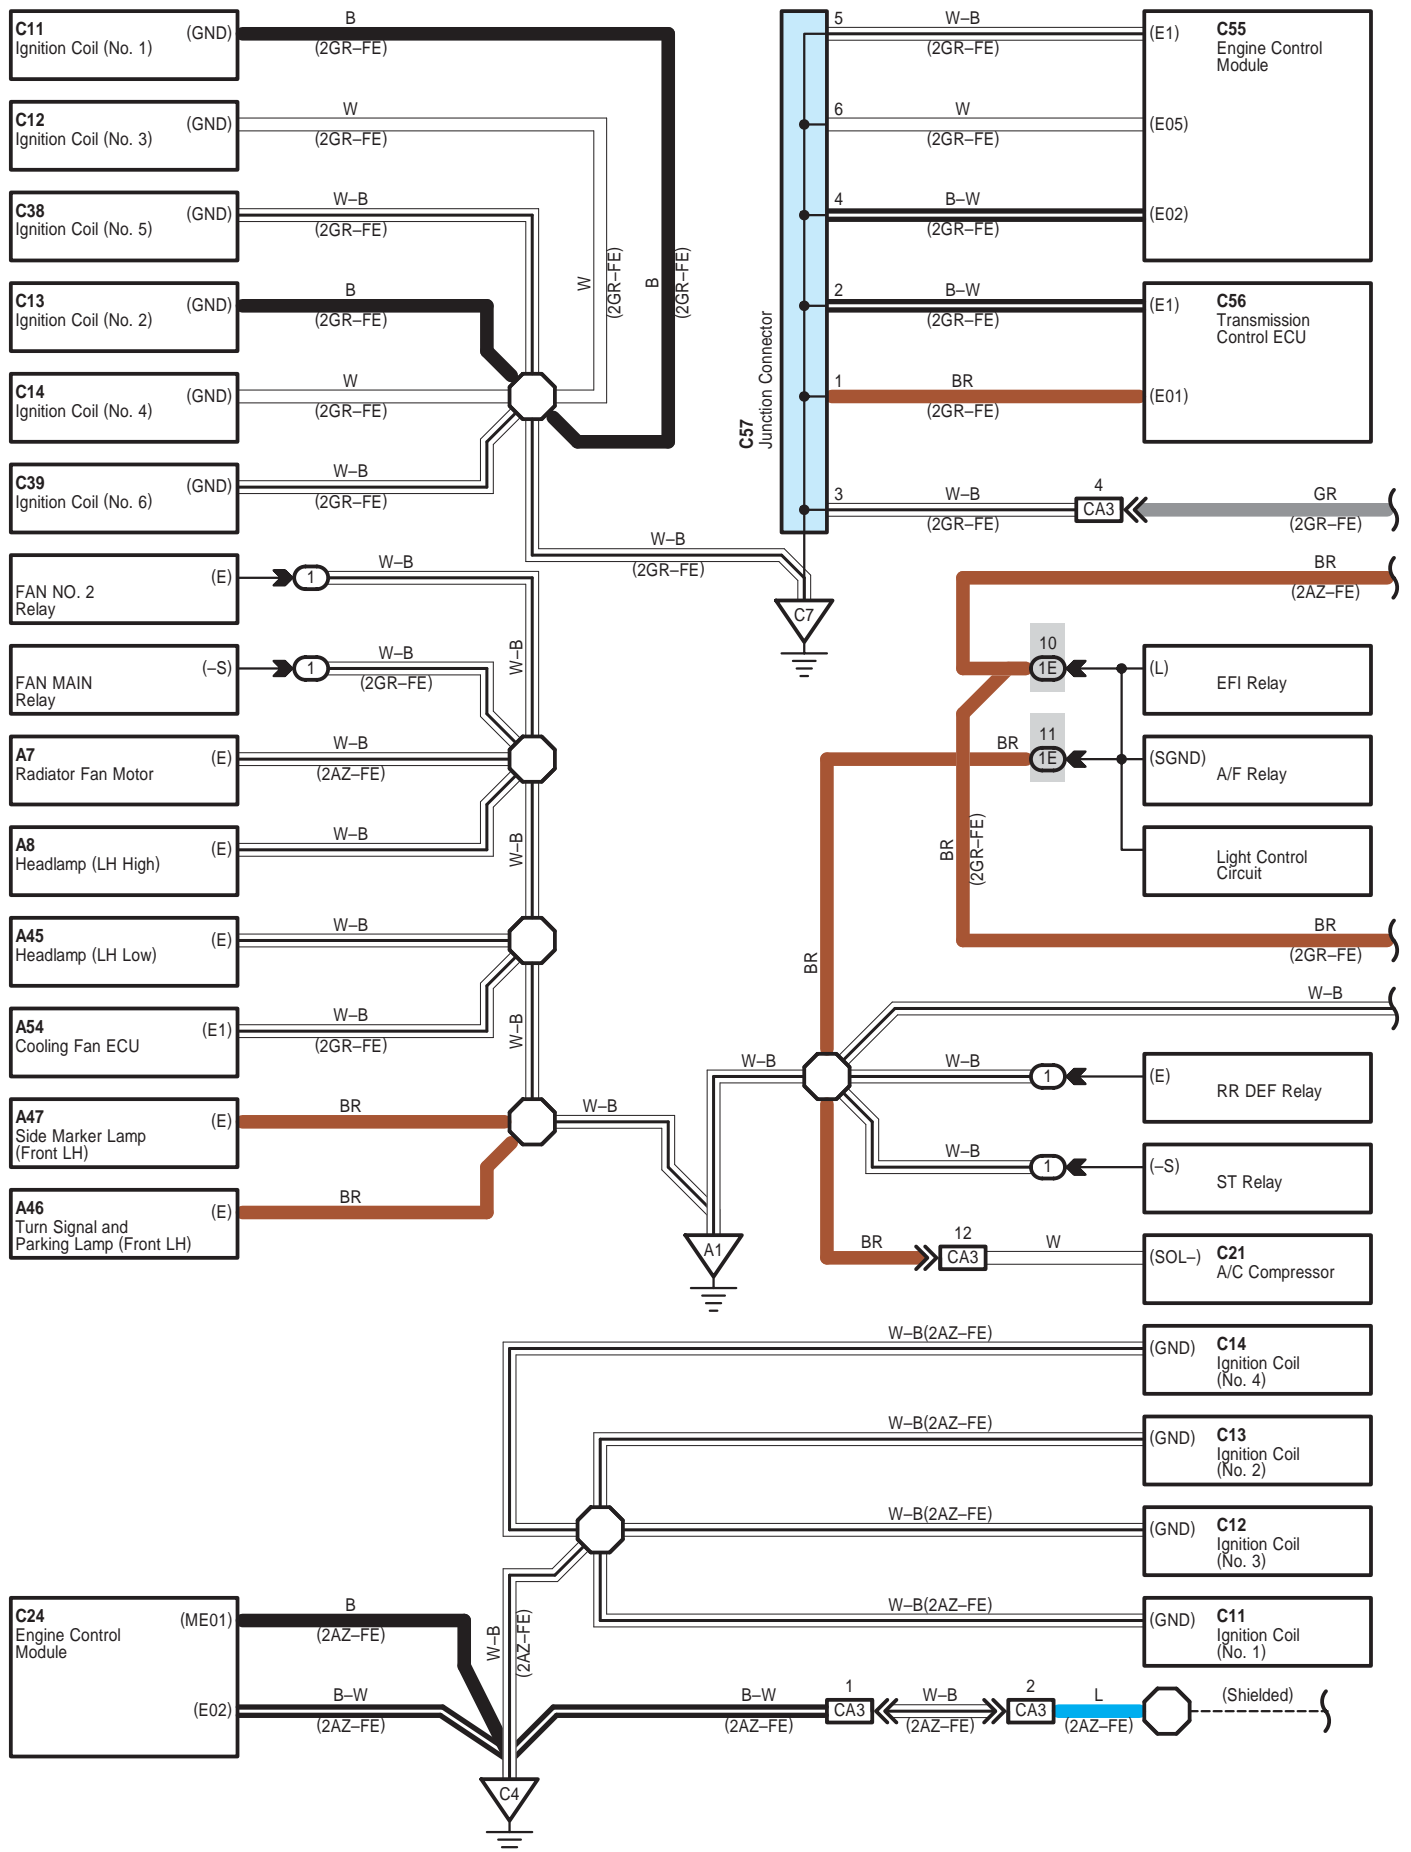 C11
Ignition Coil (No. 1)
(GND)
B
(2GR–FE)
C12
Ignition Coil (No. 3)
(GND)
W
(2GR–FE)
C38
Ignition Coil (No. 5)
(GND)
W–B
(2GR–FE)
C13
Ignition Coil (No. 2)
(GND)
B
(2GR–FE)
C14
Ignition Coil (No. 4)
(GND)
W
(2GR–FE)
C39
Ignition Coil (No. 6)
(GND)
W–B
(2GR–FE)
W
(2GR–FE)
B
(2GR–FE)
W–B
(2GR–FE)
C7
C57
Junction Connector
5
W–B
(2GR–FE)
(E1)
6
W
(2GR–FE)
(E05)
4
B–W
(2GR–FE)
(E02)
C55
Engine Control
Module
2
B–W
(2GR–FE)
(E1)
1
BR
(2GR–FE)
(E01)
C56
Transmission
Control ECU
3
W–B
(2GR–FE)
4
CA3
GR
(2GR–FE)
FAN NO. 2
Relay
(E)
1
W–B
FAN MAIN
Relay
(–S)
1
W–B
(2GR–FE)
W–B
A7
Radiator Fan Motor
(E)
W–B
(2AZ–FE)
A8
Headlamp (LH High)
(E)
W–B
W–B
A45
Headlamp (LH Low)
(E)
W–B
A54
Cooling Fan ECU
(E1)
W–B
(2GR–FE)
W–B
A47
Side Marker Lamp
(Front LH)
(E)
BR
A46
Turn Signal and
Parking Lamp (Front LH)
(E)
BR
W–B
A1
W–B
BR
(2AZ–FE)
10
1E
(L)
EFI Relay
11
1E
BR
(SGND)
A/F Relay
Light Control
Circuit
BR
(2GR–FE)
BR
(2GR–FE)
BR
W–B
W–B
1
(E)
RR DEF Relay
W–B
1
(–S)
ST Relay
BR
12
CA3
W
(SOL–)
C21
A/C Compressor
W–B(2AZ–FE)
(GND)
C14
Ignition Coil
(No. 4)
W–B(2AZ–FE)
(GND)
C13
Ignition Coil
(No. 2)
W–B(2AZ–FE)
(GND)
C12
Ignition Coil
(No. 3)
W–B(2AZ–FE)
(GND)
C11
Ignition Coil
(No. 1)
C24
Engine Control
Module
(ME01)
B
(2AZ–FE)
(E02)
B–W
(2AZ–FE)
W–B
(2AZ–FE)
B–W
(2AZ–FE)
1
CA3
W–B
(2AZ–FE)
2
CA3
L
(2AZ–FE)
(Shielded)
C4